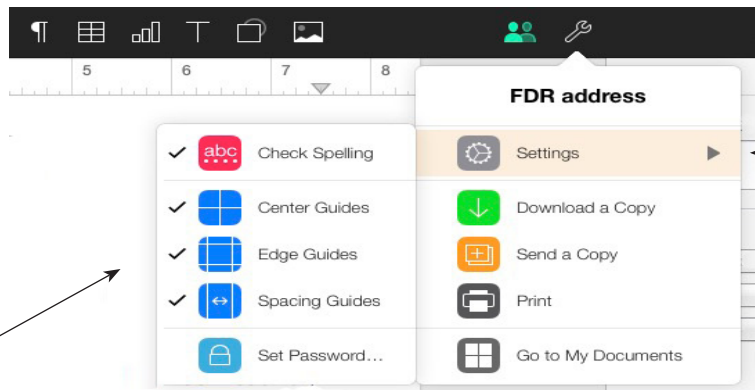 5 6 7 8
FDR address
abc Check Spelling
Settings
Center Guides
Download a Copy
Edge Guides
Send a Copy
Spacing Guides
Print
Set Password...
Go to My Documents